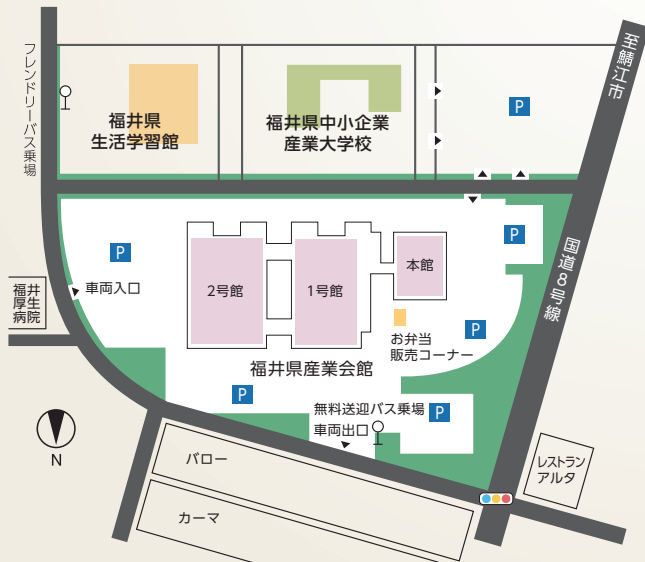 フレンドリーバス乗場
福井県
生活学習館
福井県中小企業
産業大学校
P
至鯖江市
国道8号線
P
P
福井
厚生
病院
車両入口
2号館
1号館
本館
お弁当
販売コーナー
P
福井県産業会館
P
無料送迎バス乗場
P
車両出口
N
バロー
カーマ
レストラン
アルタ